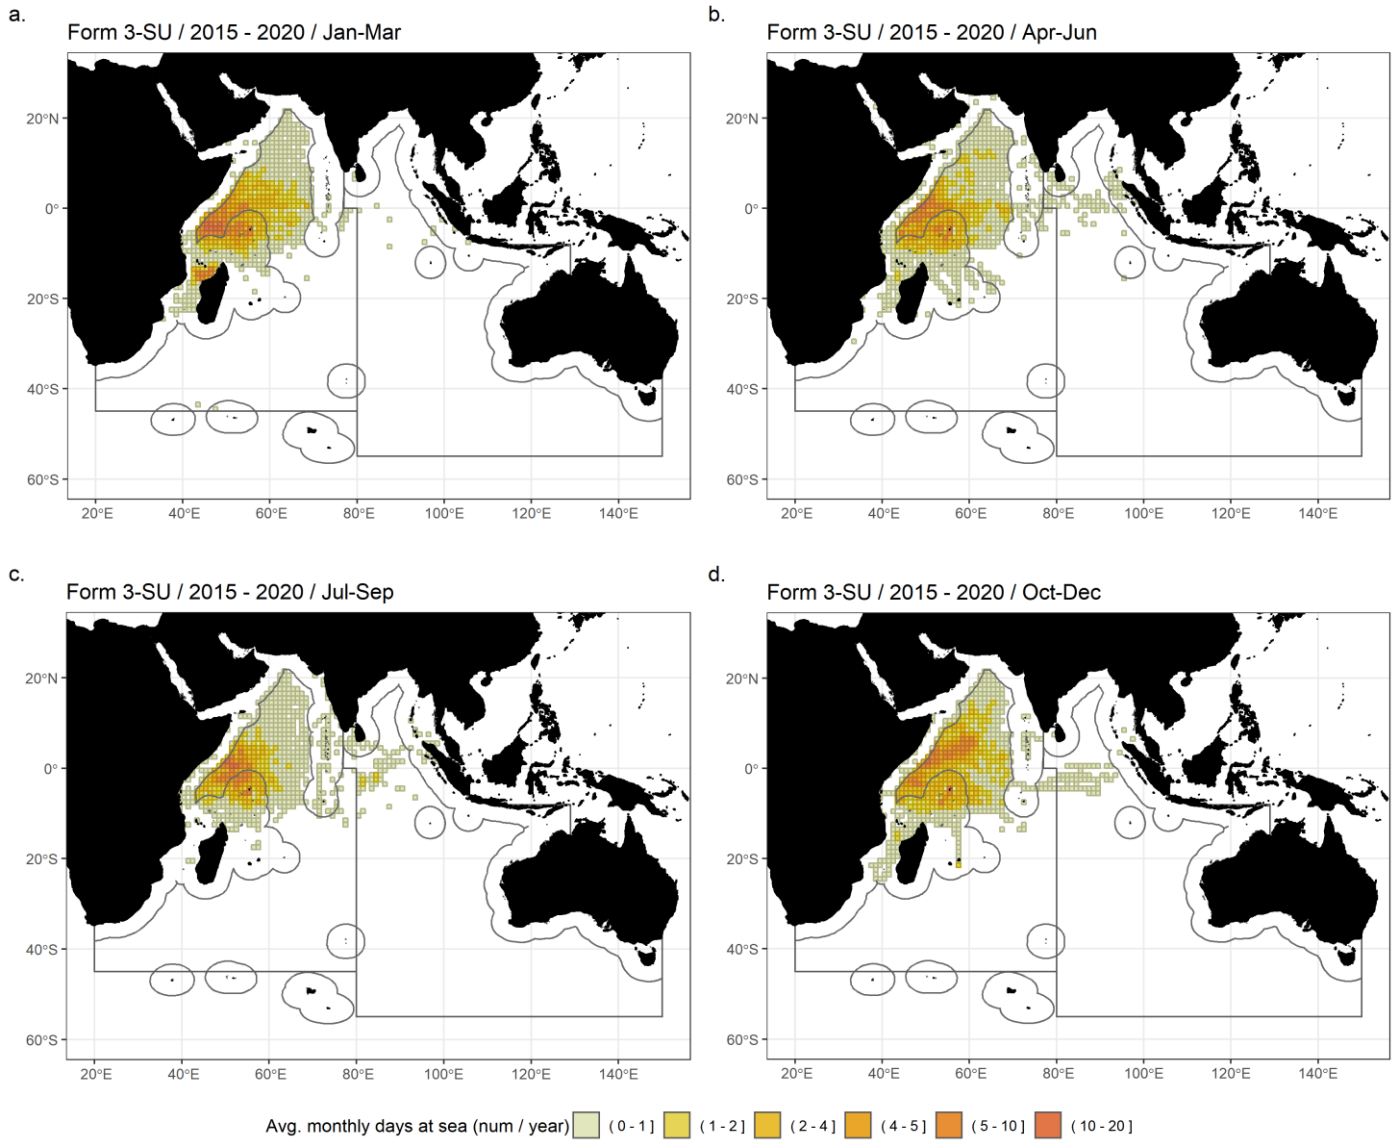 a.
Form 3-SU / 2015 - 2020 / Jan-Mar
20°N
0°
20°S
40°S
60°S
20°E 40°E 60°E 80°E 100°E 120°E 140°E
b.
Form 3-SU / 2015 - 2020 / Apr-Jun
20°N
0°
20°S
40°S
60°S
20°E 40°E 60°E 80°E 100°E 120°E 140°E
c.
Form 3-SU / 2015 - 2020 / Jul-Sep
20°N
0°
20°S
40°S
60°S
20°E 40°E 60°E 80°E 100°E 120°E 140°E
d.
Form 3-SU / 2015 - 2020 / Oct-Dec
20°N
0°
20°S
40°S
60°S
20°E 40°E 60°E 80°E 100°E 120°E 140°E
Avg. monthly days at sea (num / year) ( 0 - 1 ] ( 1 - 2 ] ( 2 - 4 ] ( 4 - 5 ] ( 5 - 10 ] ( 10 - 20 ]